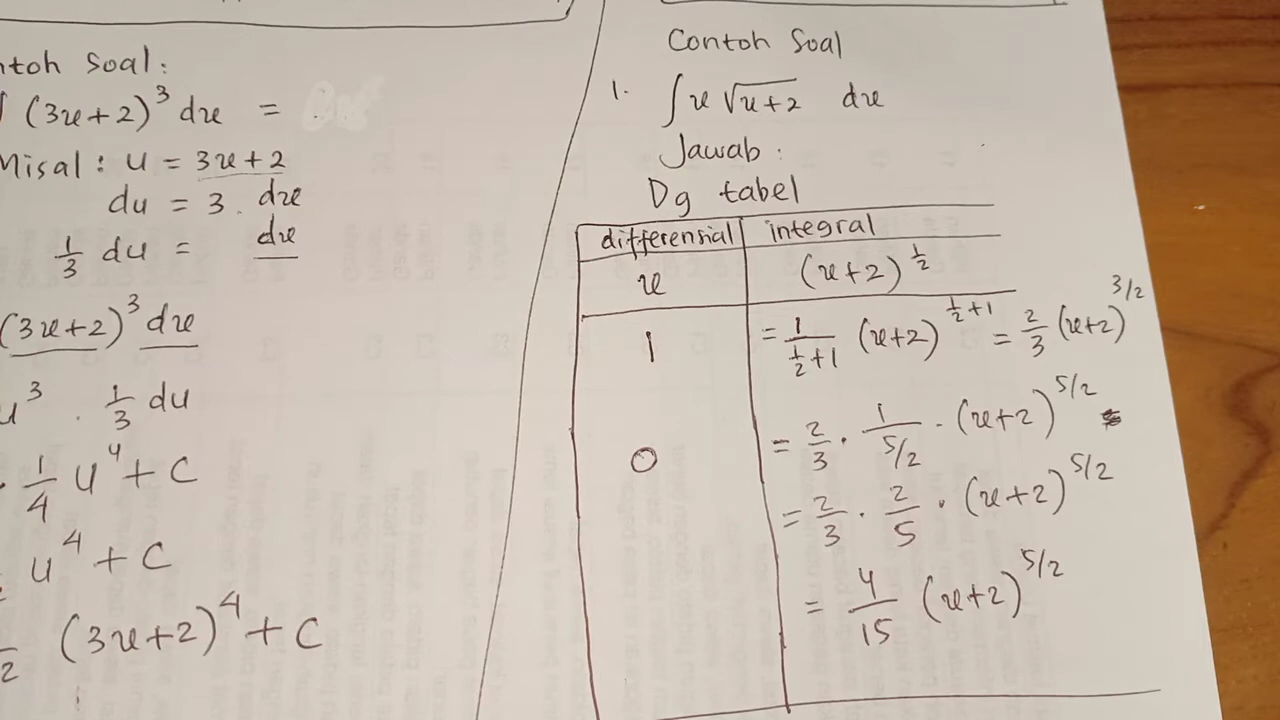 Contoh Soal:
∫ (3x+2)³ dx =
Misal : u = 3x+2
du = 3 . dx
1/3 du = dx
(3x+2)³ dx
u³ . 1/3 du
. 1/4 u⁴ + C
u⁴ + C
(3x+2)⁴ + C
Contoh Soal
1. ∫ x √(x+2) dx
Jawab :
Dg tabel
differensial integral
x (x+2)^(1/2)
1 = 1/(1/2+1) (x+2)^(1/2+1) = 2/3 (x+2)^(3/2)
0 = 2/3 . 1/(5/2) . (x+2)^(5/2)
= 2/3 . 2/5 . (x+2)^(5/2)
= 4/15 (x+2)^(5/2)